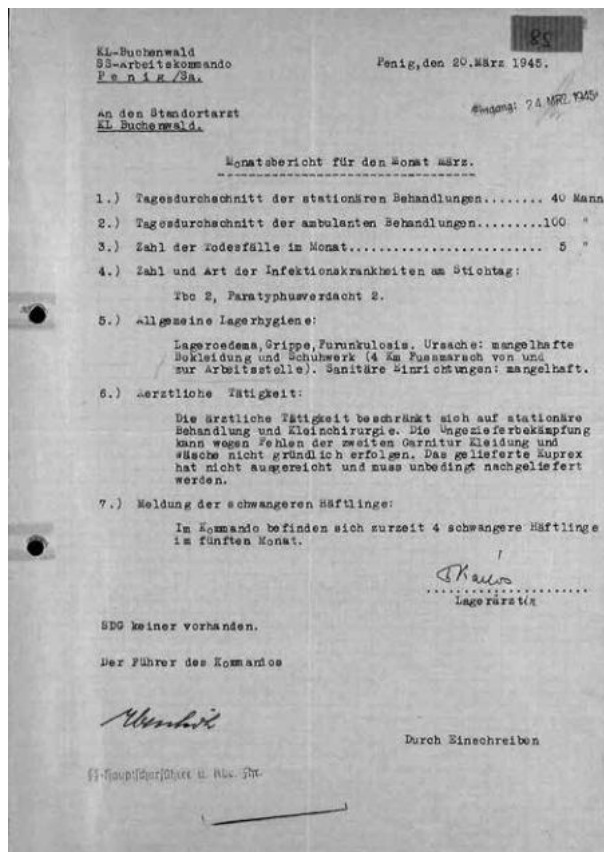 28
KL-Buchenwald
SS-Arbeitskommando
Penig/Sa.
Penig,den 20.März 1945.
An den Standortarzt
KL Buchenwald.
Eingang: 24. MRZ. 1945
Monatsbericht für den Monat März.
1.) Tagesdurchschnitt der stationären Behandlungen........ 40 Mann
2.) Tagesdurchschnitt der ambulanten Behandlungen.........100 "
3.) Zahl der Todesfälle im Monat......................... 5 "
4.) Zahl und Art der Infektionskrankheiten am Stichtag:
Tbc 2, Paratyphusverdacht 2.
5.) Allgemeine Lagerhygiene:
Lageroedema,Grippe,Furunkulosis. Ursache: mangelhafte
Bekleidung und Schuhwerk (4 Km Fussmarsch von und
zur Arbeitsstelle). Sanitäre Einrichtungen: mangelhaft.
6.) Aerztliche Tätigkeit:
Die ärztliche Tätigkeit beschränkt sich auf stationäre
Behandlung und Kleinchirurgie. Die Ungezieferbekämpfung
kann wegen Fehlen der zweiten Garnitur Kleidung und
Wäsche nicht gründlich erfolgen. Das gelieferte Kuprex
hat nicht ausgereicht und muss unbedingt nachgeliefert
werden.
7.) Meldung der schwangeren Häftlinge:
Im Kommando befinden sich zurzeit 4 schwangere Häftlinge
im fünften Monat.
Lagerärztin
SDG keiner vorhanden.
Der Führer des Kommandos
Durch Einschreiben
SS-Hauptscharführer u. Kdo. Fhr.